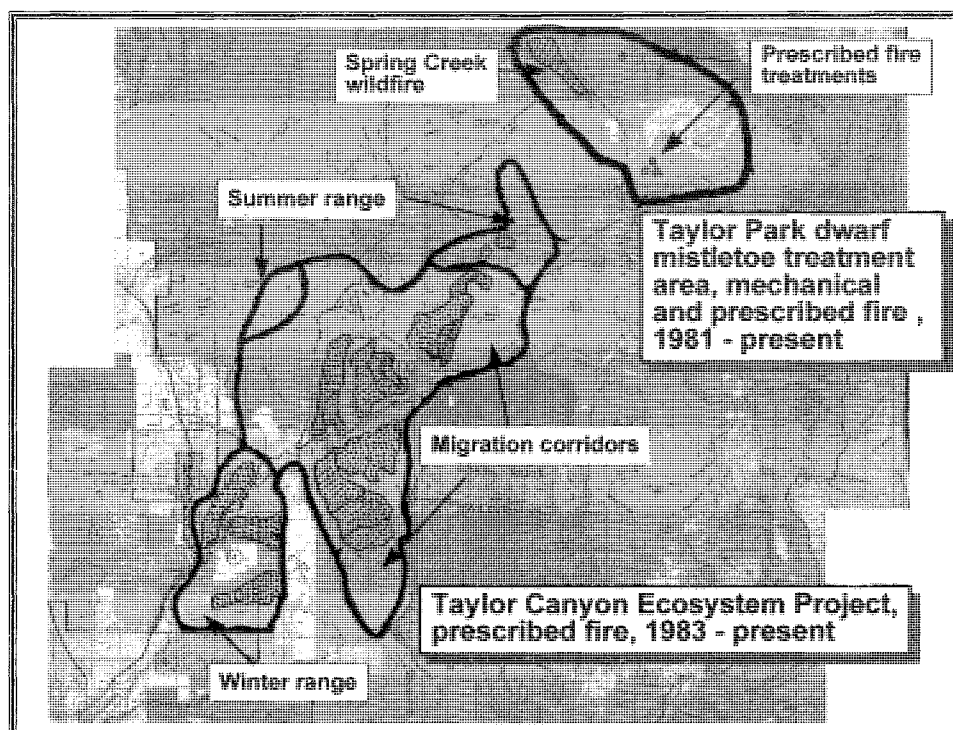 Spring Creek
wildfire
Prescribed fire
treatments
Summer range
Taylor Park dwarf
mistletoe treatment
area, mechanical
and prescribed fire ,
1981 - present
Migration corridors
Taylor Canyon Ecosystem Project,
prescribed fire, 1983 - present
Winter range